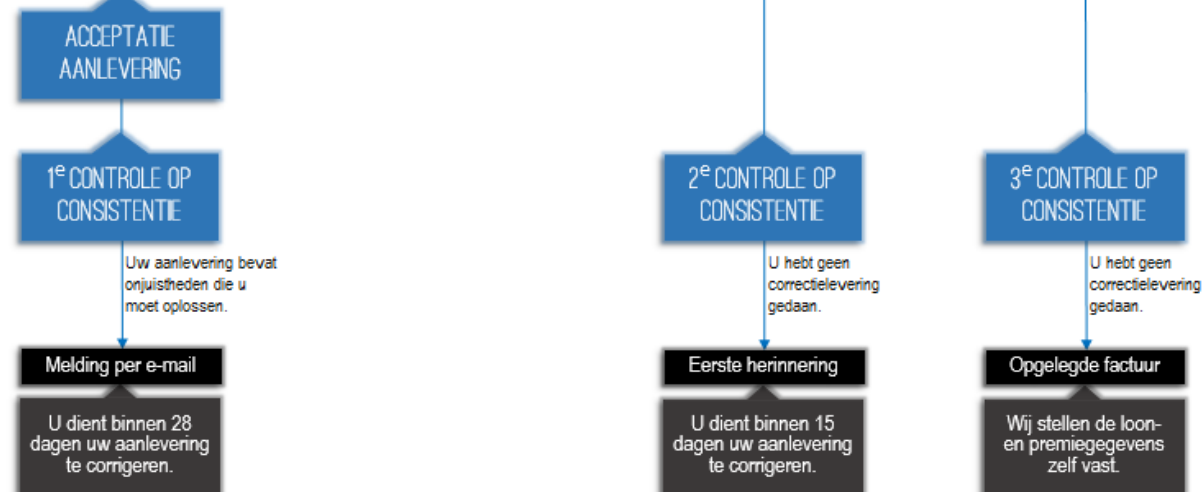 ACCEPTATIE
AANLEVERING
1e CONTROLE OP
CONSISTENTIE
Uw aanlevering bevat
onjuistheden die u
moet oplossen.
Melding per e-mail
U dient binnen 28
dagen uw aanlevering
te corrigeren.
2e CONTROLE OP
CONSISTENTIE
U hebt geen
correctielevering
gedaan.
Eerste herinnering
U dient binnen 15
dagen uw aanlevering
te corrigeren.
3e CONTROLE OP
CONSISTENTIE
U hebt geen
correctielevering
gedaan.
Opgelegde factuur
Wij stellen de loon-
en premiegegevens
zelf vast.